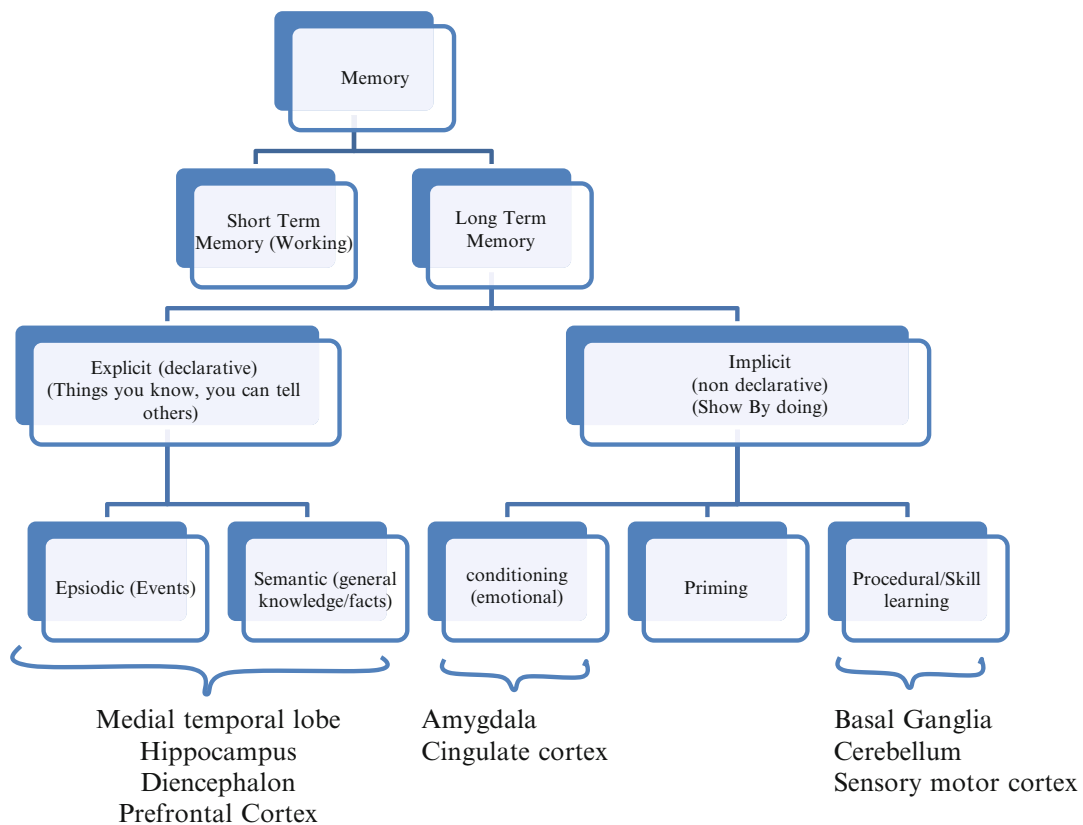 Memory
Short Term
Memory (Working)
Long Term
Memory
Explicit (declarative)
(Things you know, you can tell
others)
Implicit
(non declarative)
(Show By doing)
Epsiodic (Events)
Semantic (general
knowledge/facts)
conditioning
(emotional)
Priming
Procedural/Skill
learning
Medial temporal lobe
Hippocampus
Diencephalon
Prefrontal Cortex
Amygdala
Cingulate cortex
Basal Ganglia
Cerebellum
Sensory motor cortex